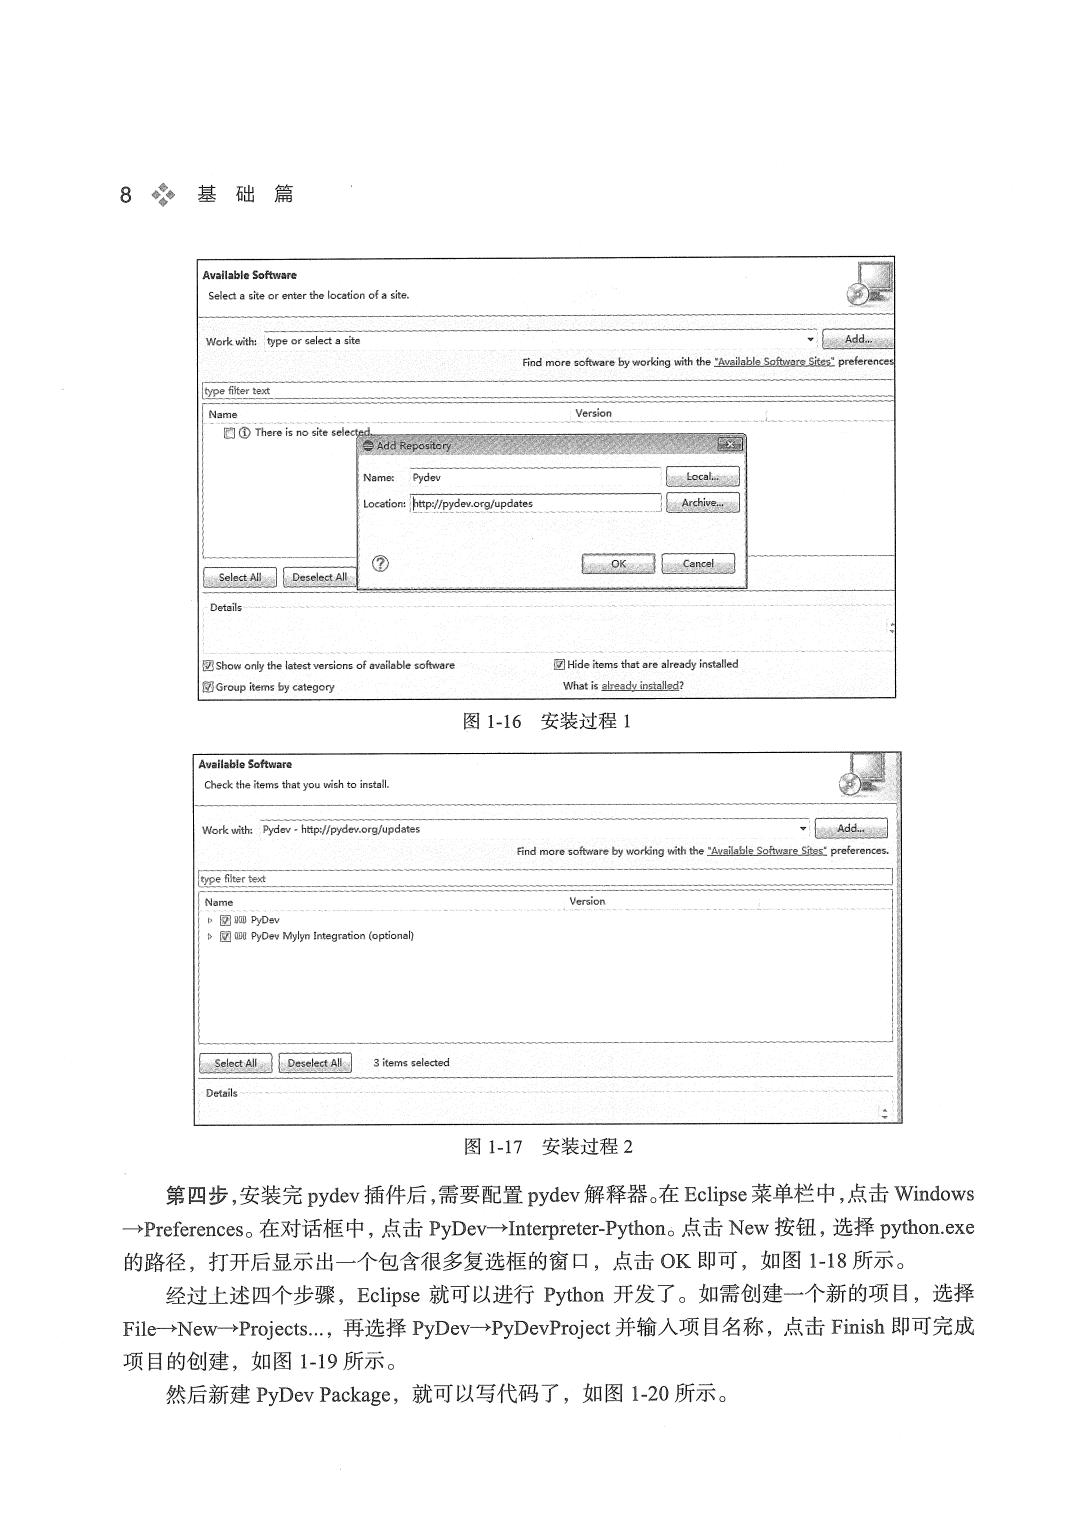 8 基 础 篇
Available Software
Select a site or enter the location of a site.
Work with: type or select a site
Add...
Find more software by working with the "Available Software Sites" preferences
type filter text
Name Version
There is no site selected.
Add Repository
Name: Pydev Local...
Location: http://pydev.org/updates Archive...
OK Cancel
Select All Deselect All
Details
Show only the latest versions of available software Hide items that are already installed
Group items by category What is already installed?
图 1-16 安装过程 1
Available Software
Check the items that you wish to install.
Work with: Pydev - http://pydev.org/updates Add...
Find more software by working with the "Available Software Sites" preferences.
type filter text
Name Version
PyDev
PyDev Mylyn Integration (optional)
Select All Deselect All 3 items selected
Details
图 1-17 安装过程 2
第四步,安装完 pydev 插件后,需要配置 pydev 解释器。在 Eclipse 菜单栏中,点击 Windows
→Preferences。在对话框中，点击 PyDev→Interpreter-Python。点击 New 按钮，选择 python.exe
的路径，打开后显示出一个包含很多复选框的窗口，点击 OK 即可，如图 1-18 所示。
经过上述四个步骤，Eclipse 就可以进行 Python 开发了。如需创建一个新的项目，选择
File→New→Projects...，再选择 PyDev→PyDevProject 并输入项目名称，点击 Finish 即可完成
项目的创建，如图 1-19 所示。
然后新建 PyDev Package，就可以写代码了，如图 1-20 所示。